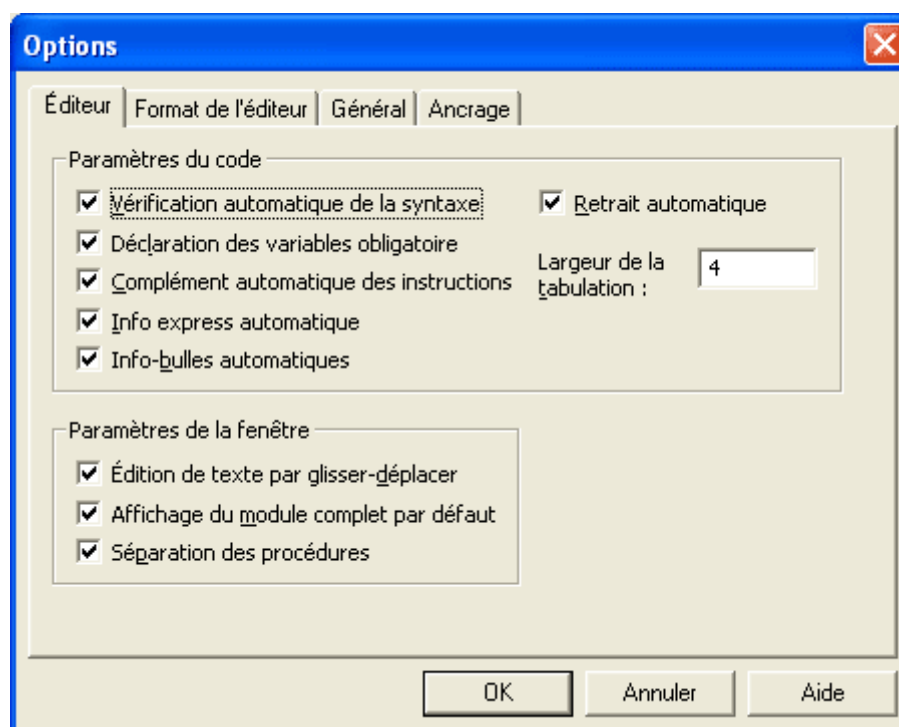 Options
Éditeur Format de l'éditeur Général Ancrage
Paramètres du code
Vérification automatique de la syntaxe
Déclaration des variables obligatoire
Complément automatique des instructions
Info express automatique
Info-bulles automatiques
Retrait automatique
Largeur de la
tabulation :
4
Paramètres de la fenêtre
Édition de texte par glisser-déplacer
Affichage du module complet par défaut
Séparation des procédures
OK Annuler Aide